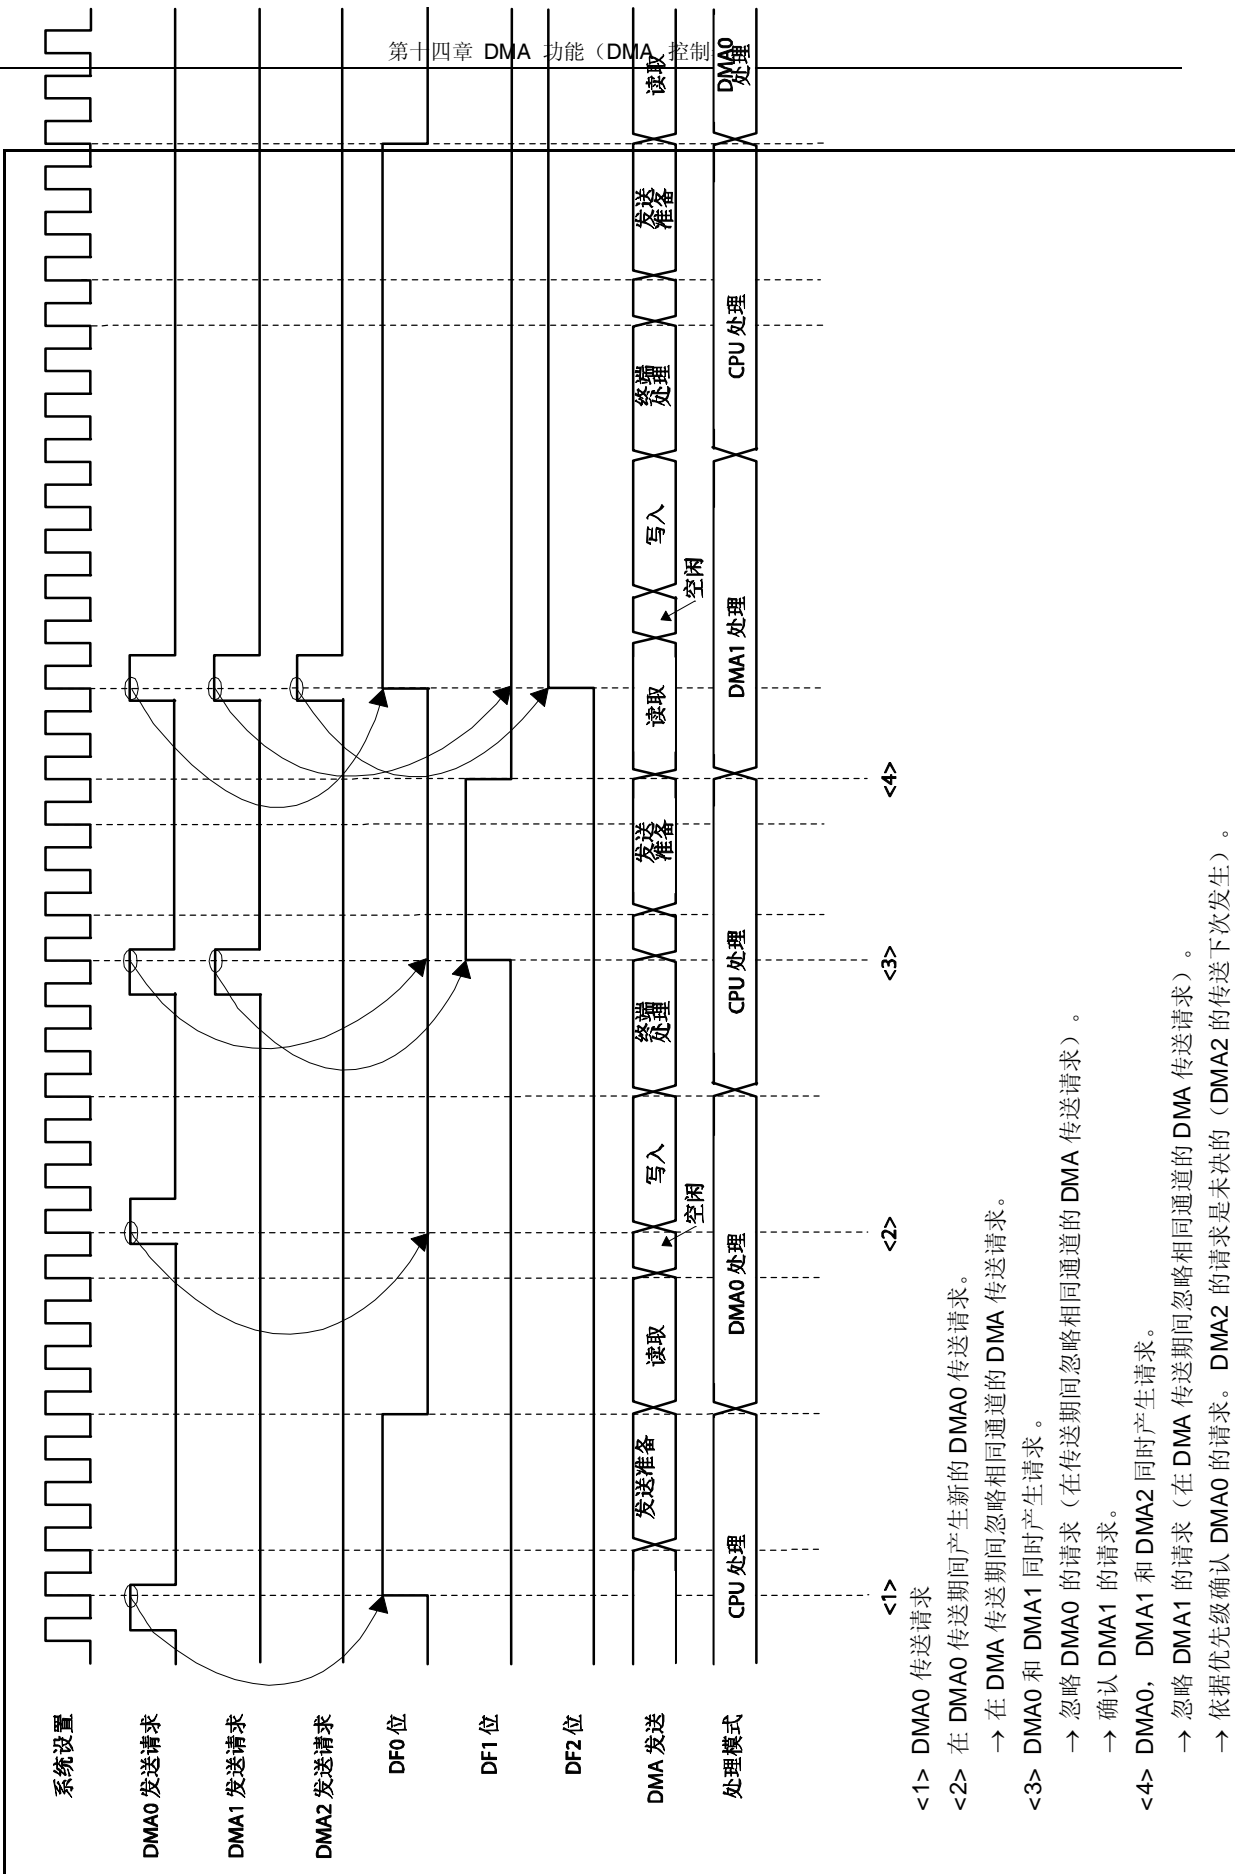 第十四章 DMA 功能（DMA 控制
系统设置
DMA0 发送请求
DMA1 发送请求
DMA2 发送请求
DF0 位
DF1 位
DF2 位
DMA 发送
发送准备
读取
空闲
写入
终端
处理
发送
准备
读取
空闲
写入
终端
处理
发送
准备
读取
处理模式
CPU 处理
DMA0 处理
CPU 处理
DMA1 处理
CPU 处理
DMA0
处理
<1>
<2>
<3>
<4>
<1> DMA0 传送请求
<2> 在 DMA0 传送期间产生新的 DMA0 传送请求。
→ 在 DMA 传送期间忽略相同通道的 DMA 传送请求。
<3> DMA0 和 DMA1 同时产生请求 。
→ 忽略 DMA0 的请求（在传送期间忽略相同通道的 DMA 传送请求）。
→ 确认 DMA1 的请求。
<4> DMA0， DMA1 和 DMA2 同时产生请求。
→ 忽略 DMA1 的请求（在 DMA 传送期间忽略相同通道的 DMA 传送请求）。
→ 依据优先级确认 DMA0 的请求。 DMA2 的请求是未决的（DMA2 的传送下次发生）。